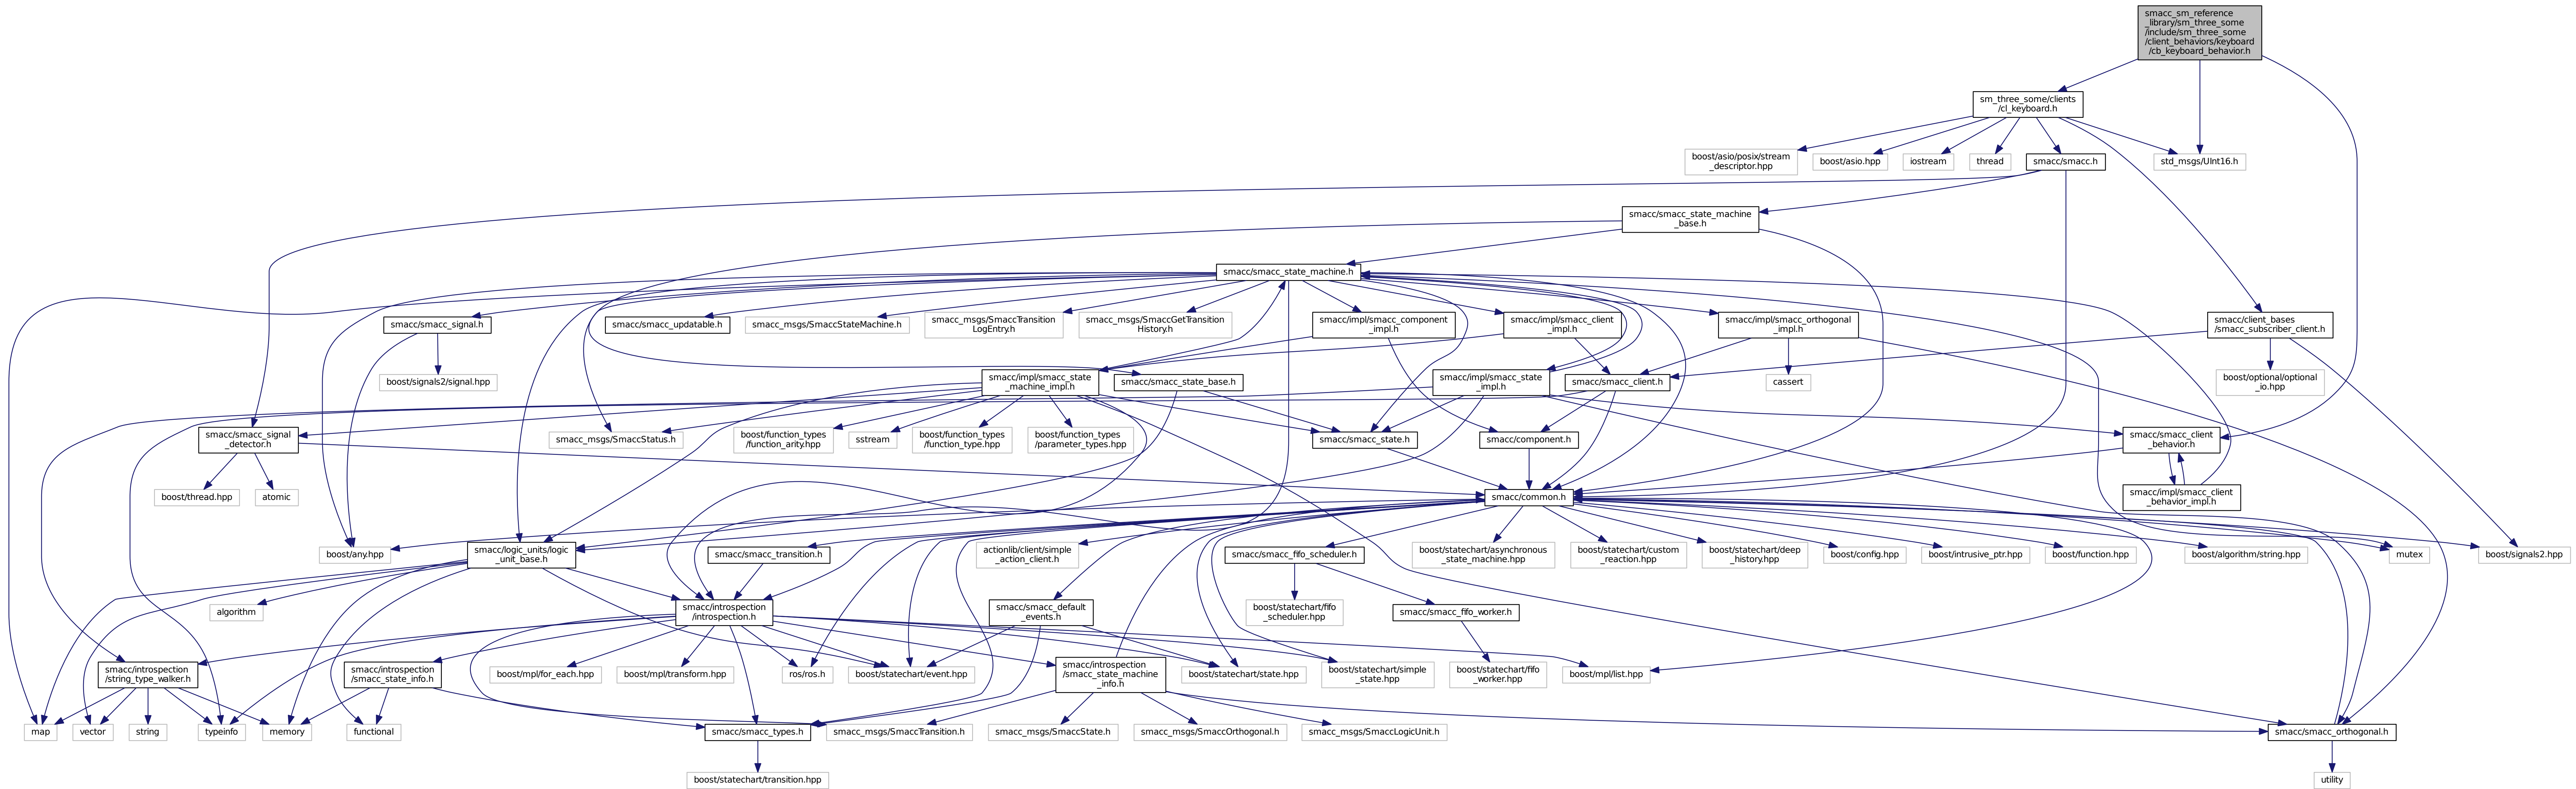 smacc_sm_reference
_library/sm_three_some
/include/sm_three_some
/client_behaviors/keyboard
/cb_keyboard_behavior.h
sm_three_some/clients
/cl_keyboard.h
boost/asio/posix/stream
_descriptor.hpp
boost/asio.hpp
iostream
thread
smacc/smacc.h
std_msgs/UInt16.h
smacc/smacc_state_machine
_base.h
smacc/smacc_state_machine.h
smacc/smacc_signal.h
smacc/smacc_updatable.h
smacc_msgs/SmaccStateMachine.h
smacc_msgs/SmaccTransition
LogEntry.h
smacc_msgs/SmaccGetTransition
History.h
smacc/impl/smacc_component
_impl.h
smacc/impl/smacc_client
_impl.h
smacc/impl/smacc_orthogonal
_impl.h
smacc/client_bases
/smacc_subscriber_client.h
boost/signals2/signal.hpp
smacc/impl/smacc_state
_machine_impl.h
smacc/smacc_state_base.h
smacc/impl/smacc_state
_impl.h
smacc/smacc_client.h
cassert
boost/optional/optional
_io.hpp
smacc/smacc_signal
_detector.h
smacc_msgs/SmaccStatus.h
boost/function_types
/function_arity.hpp
sstream
boost/function_types
/function_type.hpp
boost/function_types
/parameter_types.hpp
smacc/smacc_state.h
smacc/component.h
smacc/smacc_client
_behavior.h
boost/thread.hpp
atomic
smacc/common.h
smacc/impl/smacc_client
_behavior_impl.h
boost/any.hpp
smacc/logic_units/logic
_unit_base.h
smacc/smacc_transition.h
actionlib/client/simple
_action_client.h
smacc/smacc_fifo_scheduler.h
boost/statechart/asynchronous
_state_machine.hpp
boost/statechart/custom
_reaction.hpp
boost/statechart/deep
_history.hpp
boost/config.hpp
boost/intrusive_ptr.hpp
boost/function.hpp
boost/algorithm/string.hpp
mutex
boost/signals2.hpp
algorithm
smacc/introspection
/introspection.h
smacc/smacc_default
_events.h
boost/statechart/fifo
_scheduler.hpp
smacc/smacc_fifo_worker.h
smacc/introspection
/string_type_walker.h
smacc/introspection
/smacc_state_info.h
boost/mpl/for_each.hpp
boost/mpl/transform.hpp
ros/ros.h
boost/statechart/event.hpp
smacc/introspection
/smacc_state_machine
_info.h
boost/statechart/state.hpp
boost/statechart/simple
_state.hpp
boost/statechart/fifo
_worker.hpp
boost/mpl/list.hpp
map
vector
string
typeinfo
memory
functional
smacc/smacc_types.h
smacc_msgs/SmaccTransition.h
smacc_msgs/SmaccState.h
smacc_msgs/SmaccOrthogonal.h
smacc_msgs/SmaccLogicUnit.h
smacc/smacc_orthogonal.h
boost/statechart/transition.hpp
utility